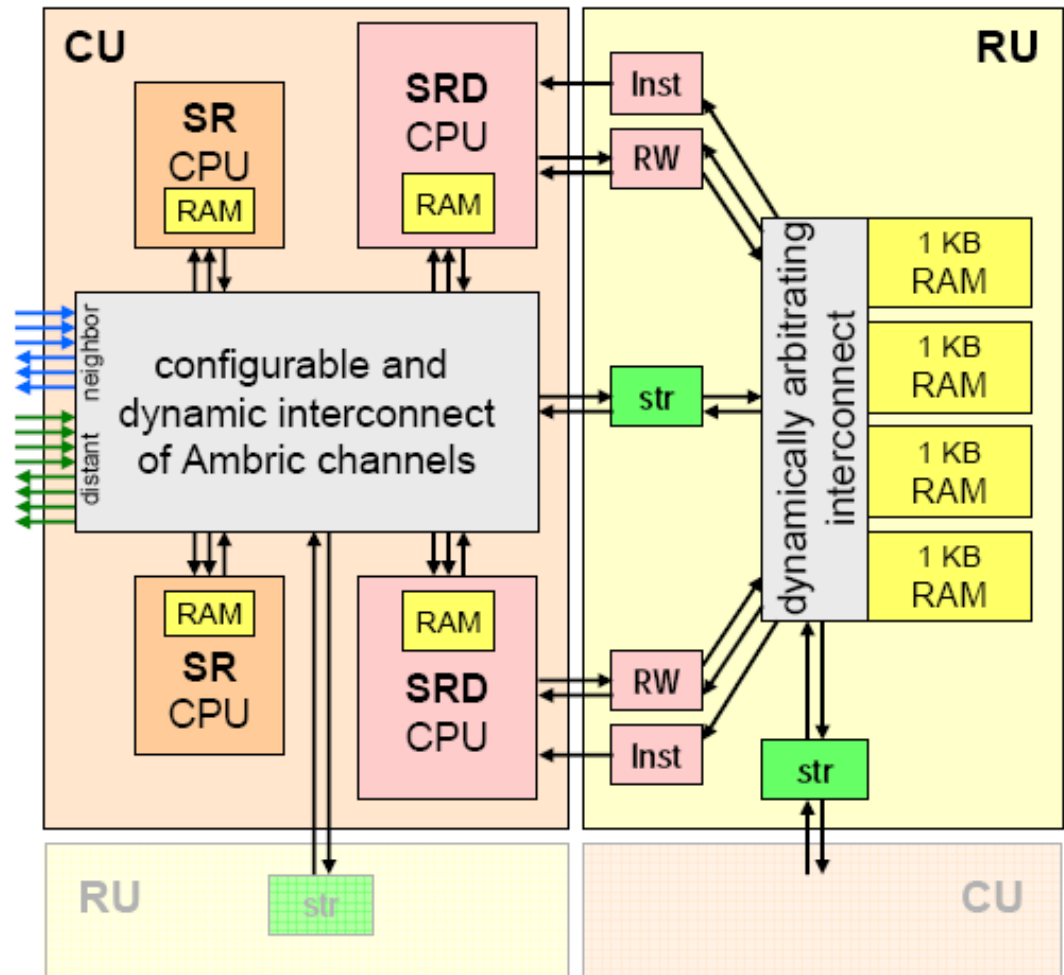 CU
RU
SR
CPU
RAM
SRD
CPU
RAM
Inst
RW
neighbor
distant
configurable and
dynamic interconnect
of Ambric channels
str
dynamically arbitrating
interconnect
1 KB
RAM
1 KB
RAM
1 KB
RAM
1 KB
RAM
RAM
SR
CPU
RAM
SRD
CPU
RW
Inst
str
RU
str
CU